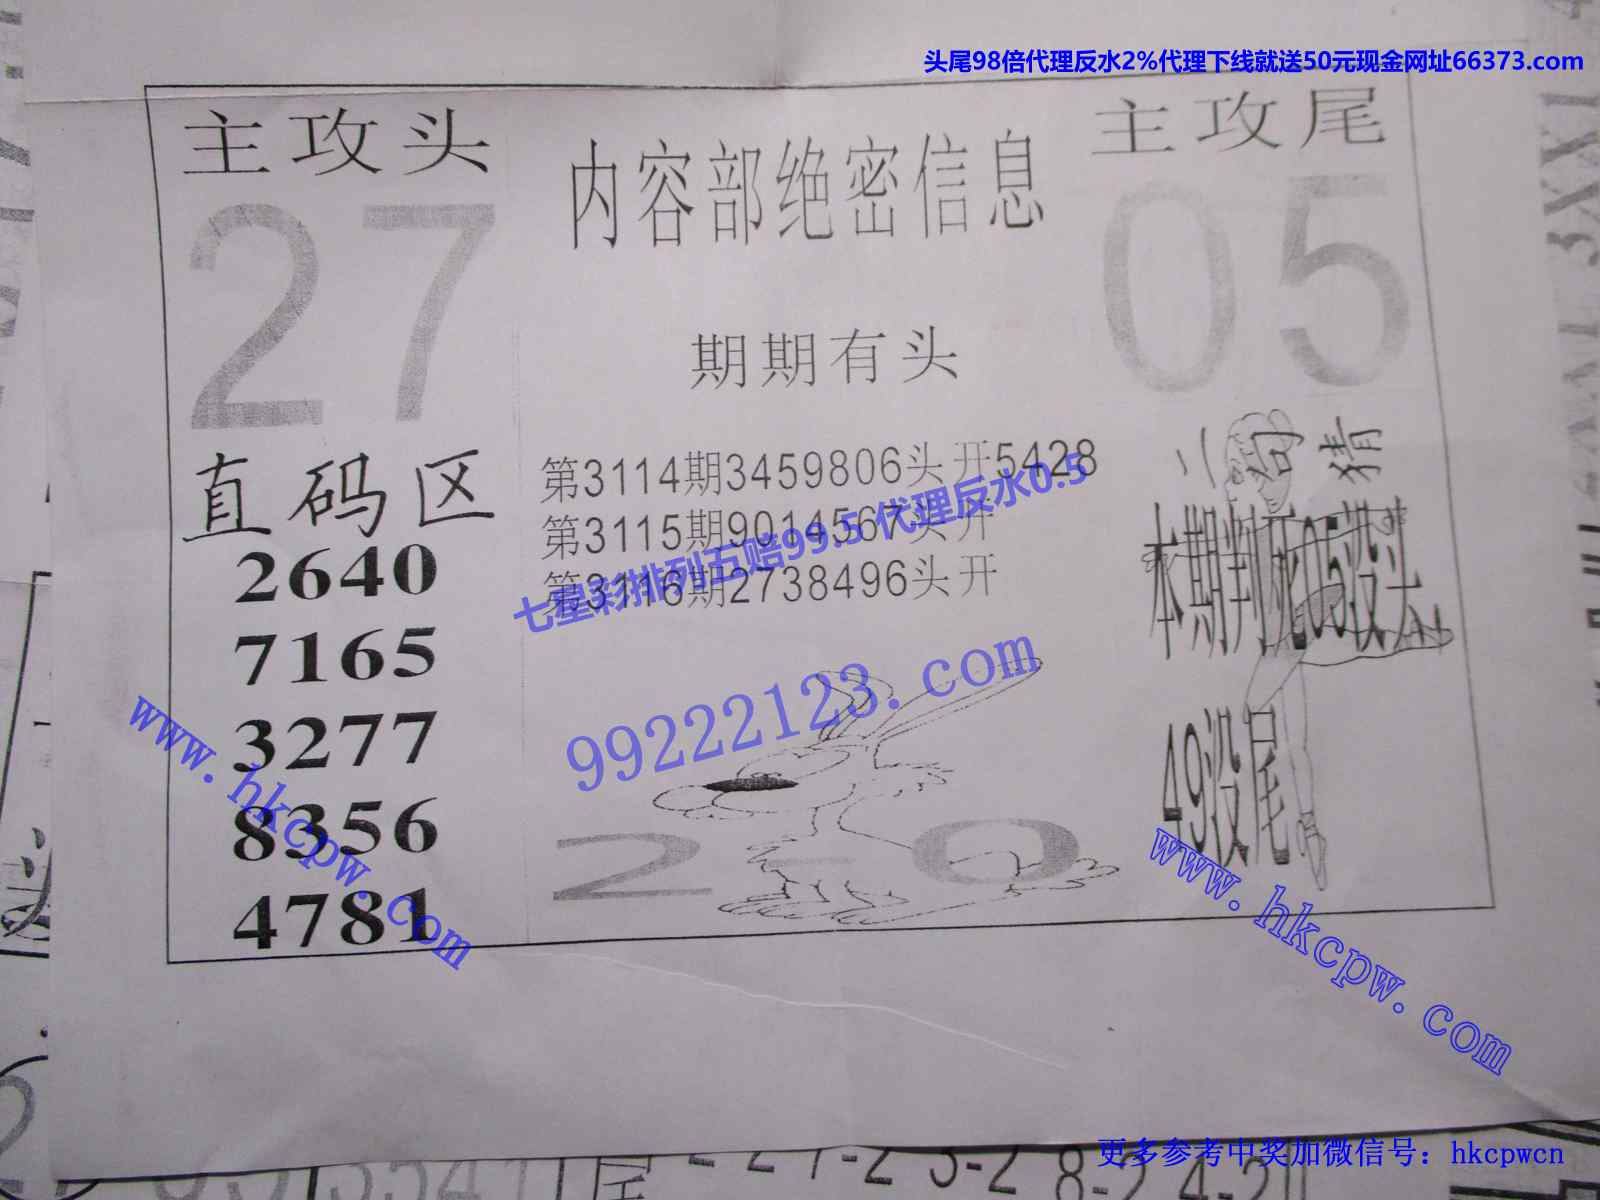 头尾98倍代理反水2%代理下线就送50元现金网址66373.com
主攻头
内容部绝密信息
主攻尾
27
05
期期有头
直码区
二句猜
第3114期3459806头开5428
第3115期9014567头开
第3116期2738496头开
七星彩排列五赔99.5代理反水0.5
本期判死05没头
2640
7165
3277
8356
4781
99222123.com
49没尾
2-0
www.hkcpw.com
www.hkcpw.com
更多参考中奖加微信号：hkcpwcn